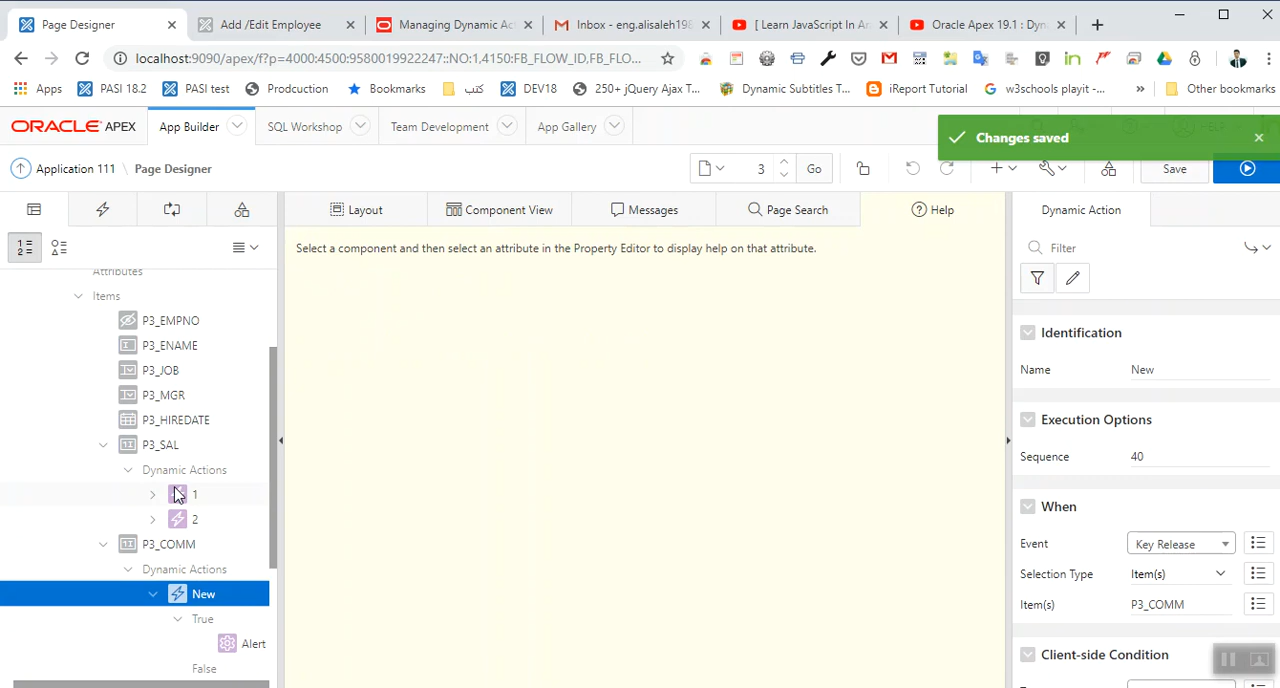 Page Designer
Add /Edit Employee
Managing Dynamic Ac
Inbox - eng.alisaleh198
[ Learn JavaScript In Ar
Oracle Apex 19.1 : Dyn
localhost:9090/apex/f?p=4000:4500:9580019922247::NO:1,4150:FB_FLOW_ID,FB_FLO...
Apps
PASI 18.2
PASI test
Prodcuction
Bookmarks
كتب
DEV18
250+ jQuery Ajax T...
Dynamic Subtitles T...
iReport Tutorial
w3schools playit -...
»
Other bookmarks
ORACLE APEX
App Builder
SQL Workshop
Team Development
App Gallery
Changes saved
Application 111
\
Page Designer
3
Go
Save
Layout
Component View
Messages
Page Search
Help
Dynamic Action
Select a component and then select an attribute in the Property Editor to display help on that attribute.
Filter
Attributes
Items
P3_EMPNO
P3_ENAME
P3_JOB
P3_MGR
P3_HIREDATE
P3_SAL
Dynamic Actions
1
2
P3_COMM
Dynamic Actions
New
True
Alert
False
Identification
Name
New
Execution Options
Sequence
40
When
Event
Key Release
Selection Type
Item(s)
Item(s)
P3_COMM
Client-side Condition